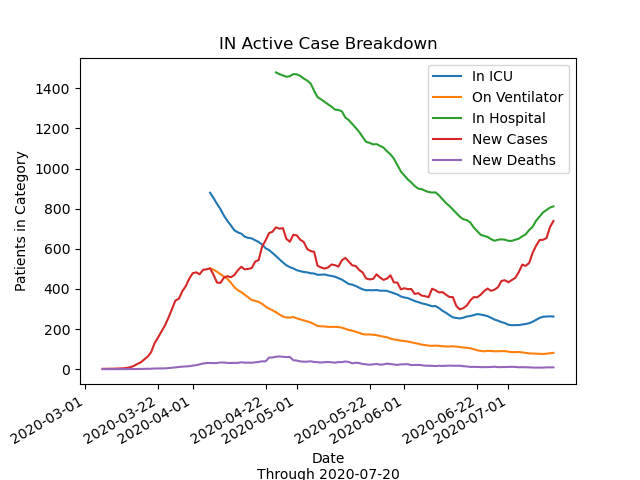 IN Active Case Breakdown
In ICU
On Ventilator
In Hospital
New Cases
New Deaths
Patients in Category
1400
1200
1000
800
600
400
200
0
2020-03-01
2020-03-22
2020-04-01
2020-04-22
2020-05-01
2020-05-22
2020-06-01
2020-06-22
2020-07-01
Date
Through 2020-07-20